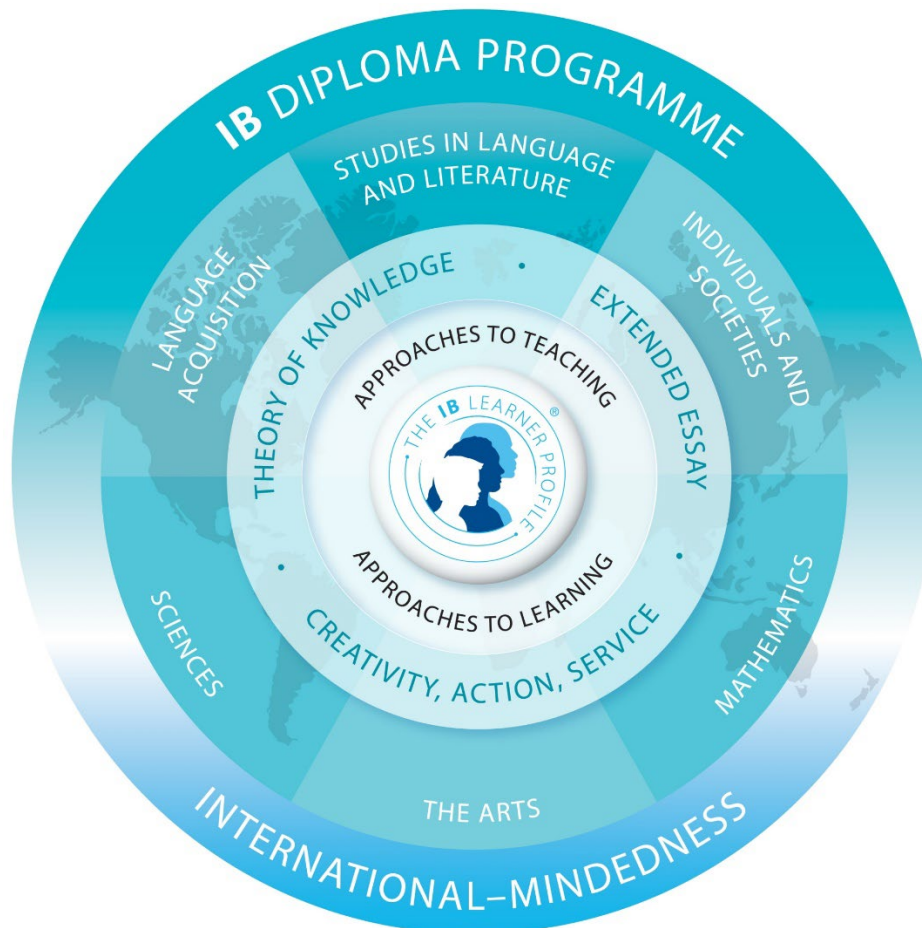 IB DIPLOMA PROGRAMME
STUDIES IN LANGUAGE
AND LITERATURE
LANGUAGE
ACQUISITION
INDIVIDUALS AND
SOCIETIES
THEORY OF KNOWLEDGE
EXTENDED ESSAY
APPROACHES TO TEACHING
THE IB LEARNER PROFILE
®
APPROACHES TO LEARNING
CREATIVITY, ACTION, SERVICE
SCIENCES
MATHEMATICS
THE ARTS
INTERNATIONAL–MINDEDNESS